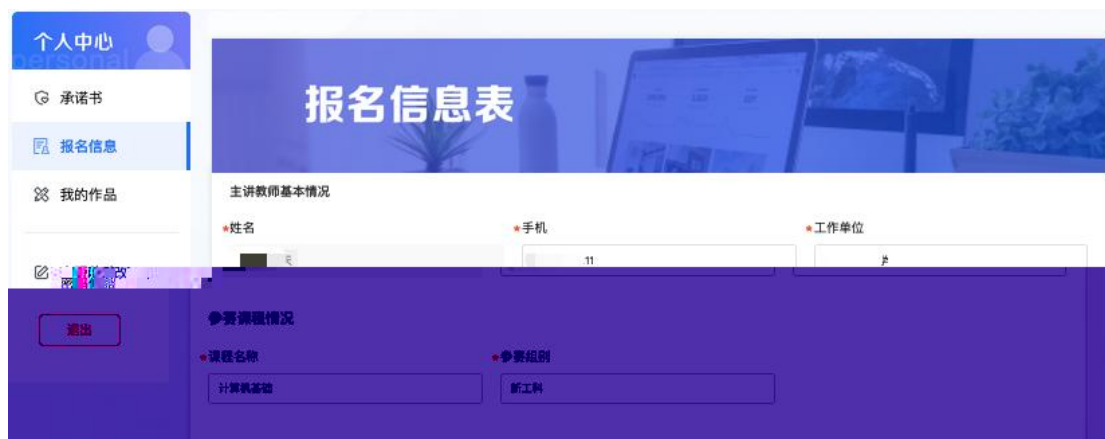 个人中心
personal
承诺书
报名信息
我的作品
改
退出
报名信息表
主讲教师基本情况
*姓名
*手机
*工作单位
11
参赛课程情况
*课程名称
*参赛组别
计算机基础
新工科